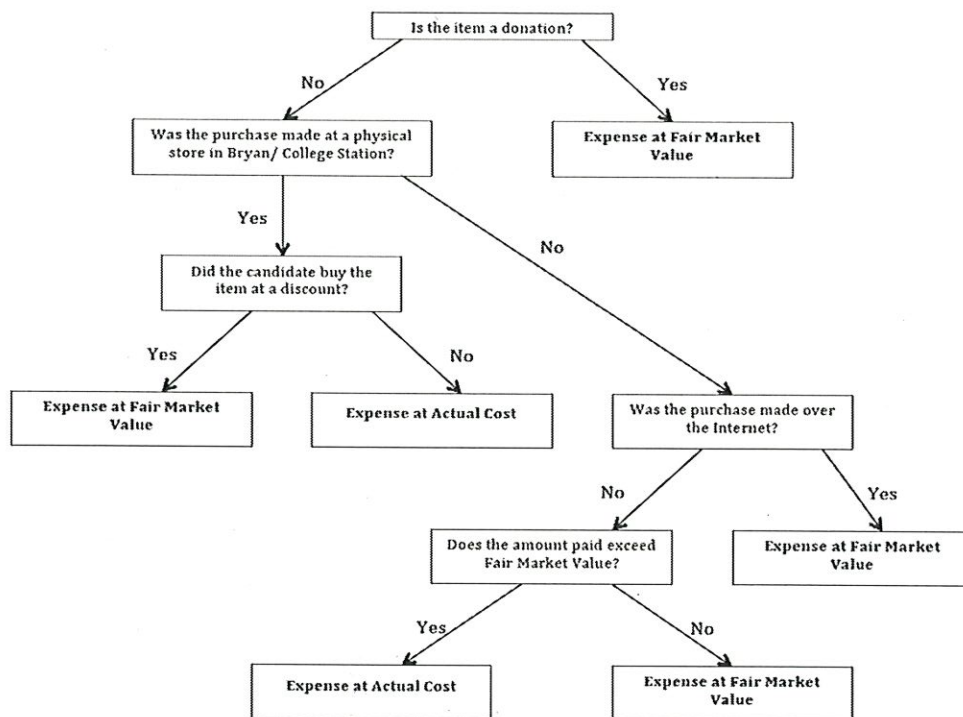 Is the item a donation?
No
Yes
Was the purchase made at a physical
store in Bryan/ College Station?
Expense at Fair Market
Value
Yes
No
Did the candidate buy the
item at a discount?
Yes
No
Expense at Fair Market
Value
Expense at Actual Cost
Was the purchase made over
the Internet?
No
Yes
Does the amount paid exceed
Fair Market Value?
Expense at Fair Market
Value
Yes
No
Expense at Actual Cost
Expense at Fair Market
Value